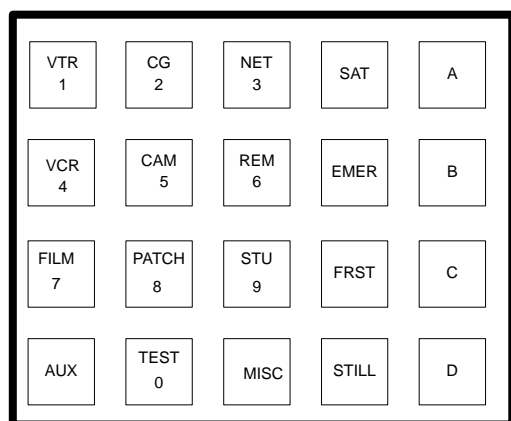 VTR
1
CG
2
NET
3
SAT
A
VCR
4
CAM
5
REM
6
EMER
B
FILM
7
PATCH
8
STU
9
FRST
C
AUX
TEST
0
MISC
STILL
D